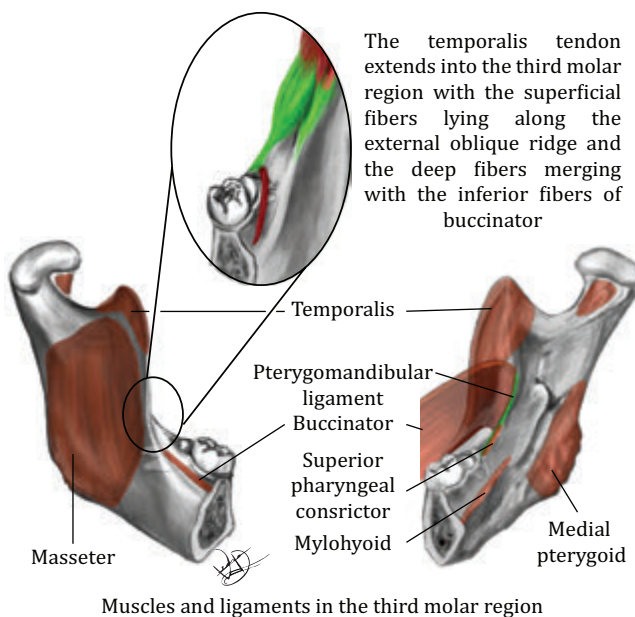 The temporalis tendon
extends into the third molar
region with the superficial
fibers lying along the
external oblique ridge and
the deep fibers merging
with the inferior fibers of
buccinator
Temporalis
Pterygomandibular
ligament
Buccinator
Superior
pharyngeal
consrictor
Mylohyoid
Masseter
Medial
pterygoid
Muscles and ligaments in the third molar region